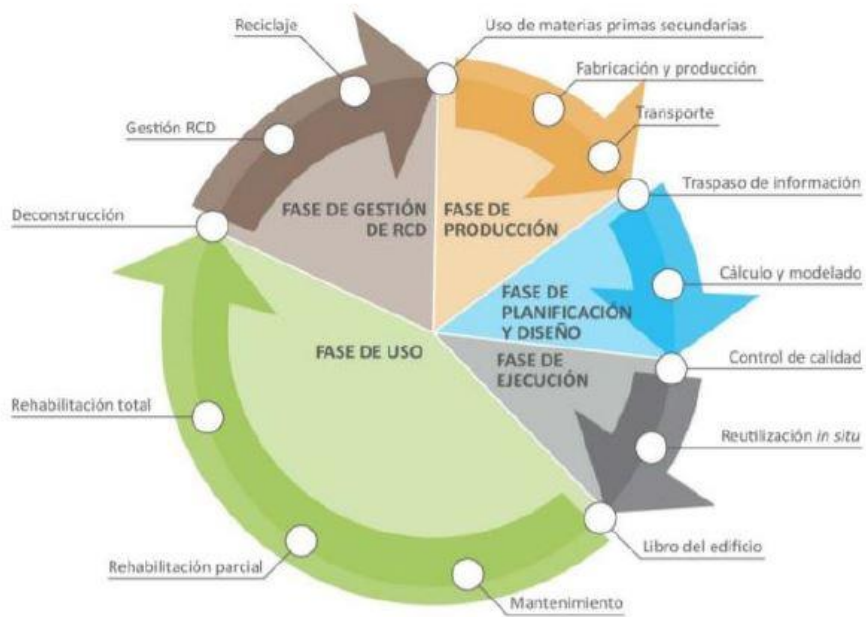 Reciclaje
Uso de materias primas secundarias
Fabricación y producción
Gestión RCD
Transporte
Traspaso de información
Deconstrucción
FASE DE GESTIÓN
DE RCD
FASE DE
PRODUCCIÓN
Cálculo y modelado
FASE DE
PLANIFICACIÓN
Y DISEÑO
FASE DE USO
FASE DE
EJECUCIÓN
Control de calidad
Rehabilitación total
Reutilización in situ
Libro del edificio
Rehabilitación parcial
Mantenimiento